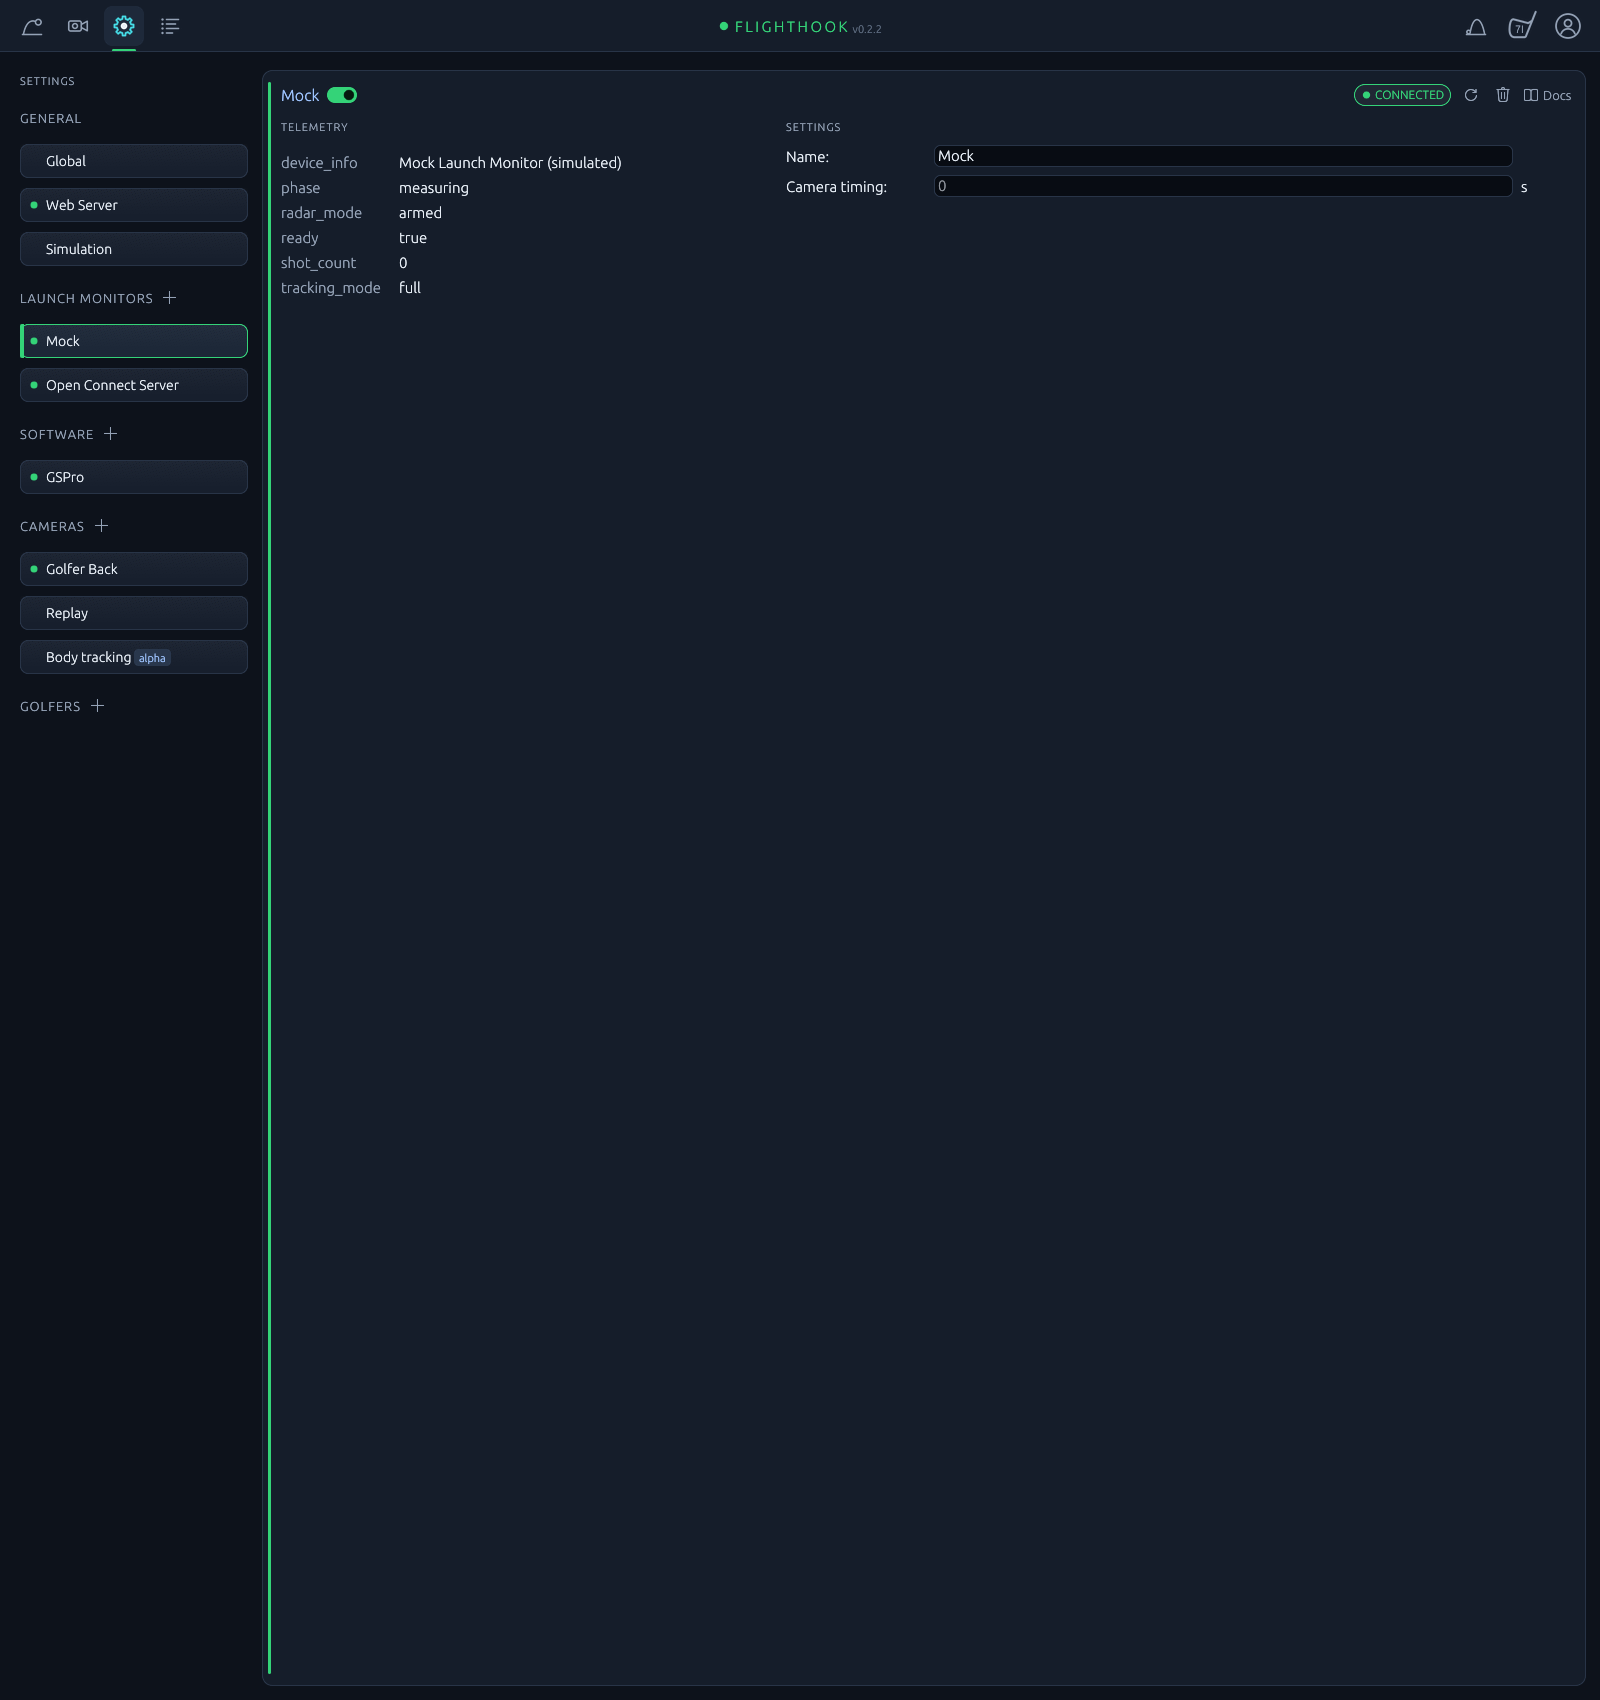 FLIGHTHOOK v0.2.2
7I
SETTINGS
GENERAL
Global
Web Server
Simulation
LAUNCH MONITORS
Mock
Open Connect Server
SOFTWARE
GSPro
CAMERAS
Golfer Back
Replay
Body tracking alpha
GOLFERS
Mock
CONNECTED
Docs
TELEMETRY
device_info Mock Launch Monitor (simulated)
phase measuring
radar_mode armed
ready true
shot_count 0
tracking_mode full
SETTINGS
Name: Mock
Camera timing: 0 s